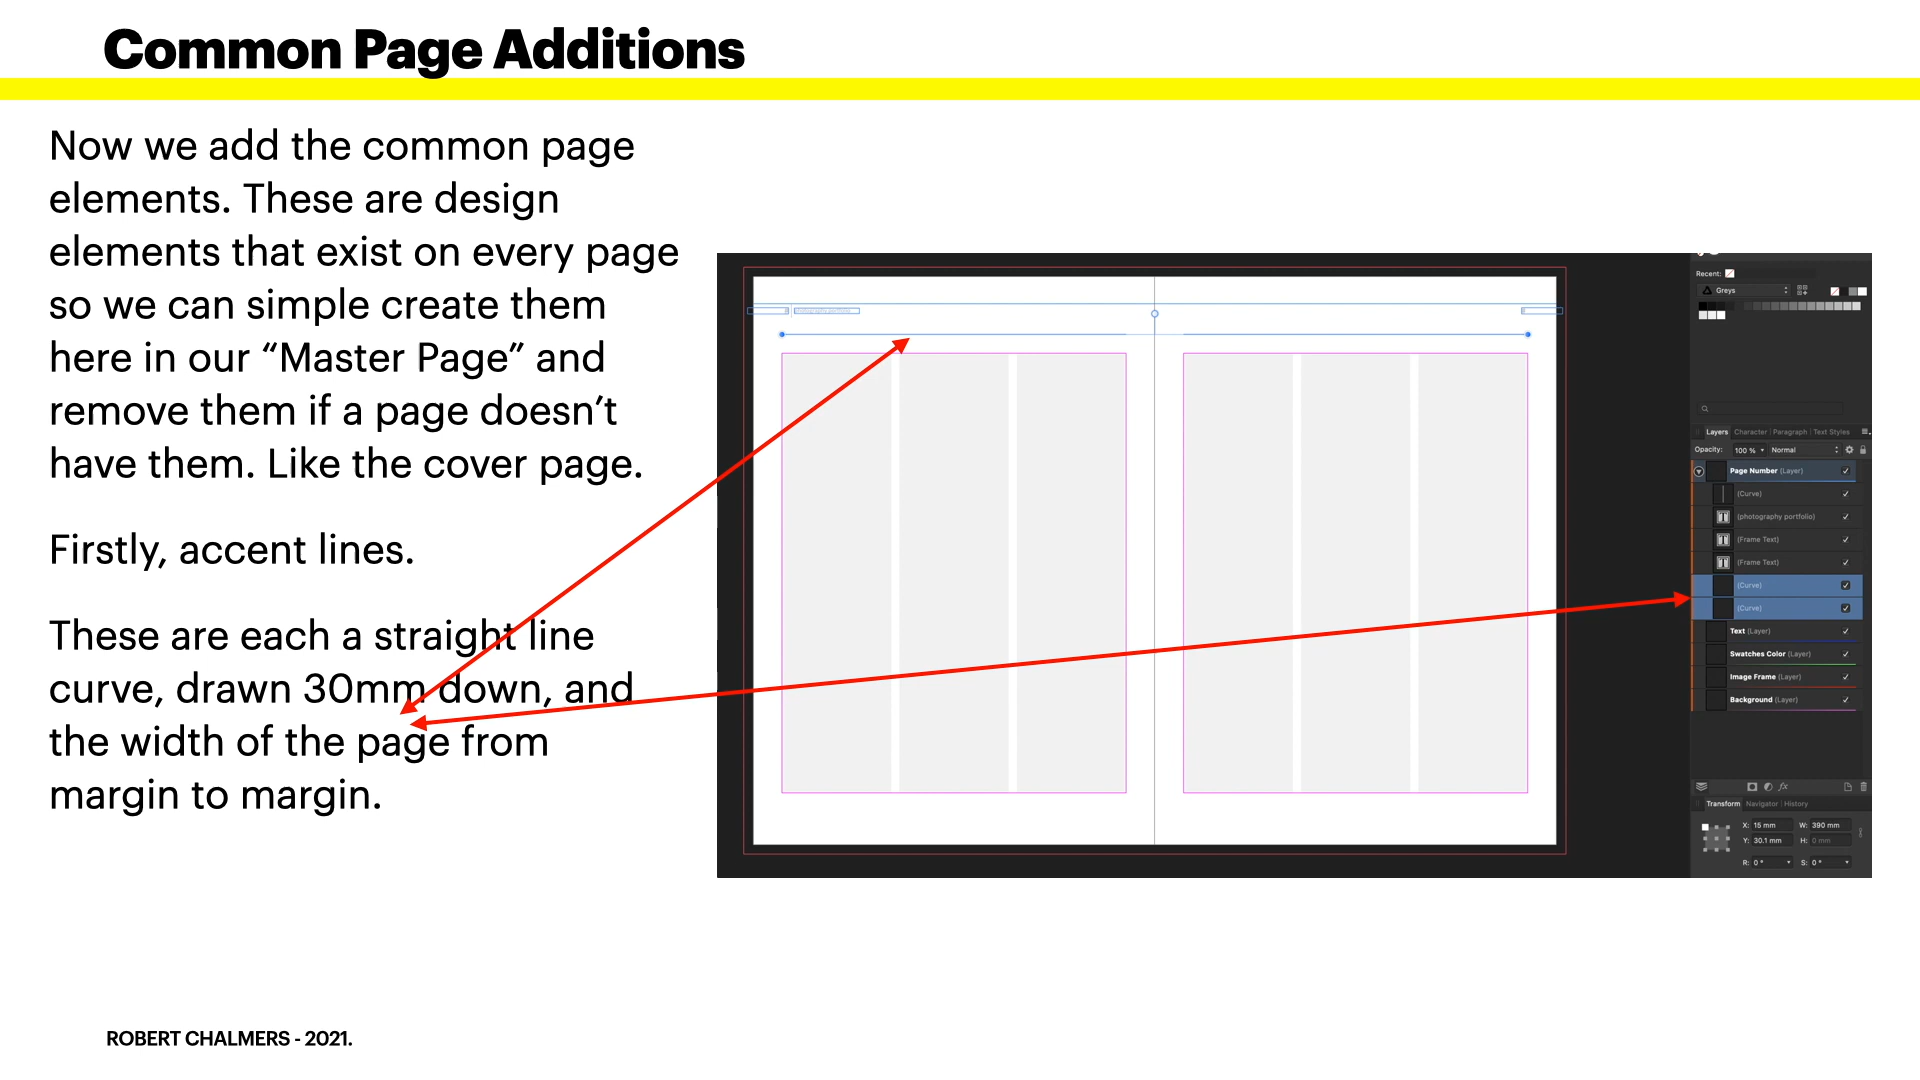 Common Page Additions
Now we add the common page
elements. These are design
elements that exist on every page
so we can simple create them
here in our “Master Page” and
remove them if a page doesn’t
have them. Like the cover page.
Firstly, accent lines.
These are each a straight line
curve, drawn 30mm down, and
the width of the page from
margin to margin.
Recent:
Greys
Layers Character Paragraph Text Styles
Opacity: 100 % Normal
Page Number (Layer)
(Curve)
(photography portfolio)
(Frame Text)
(Frame Text)
(Curve)
(Curve)
Text (Layer)
Swatches Color (Layer)
Image Frame (Layer)
Background (Layer)
fx
Transform Navigator History
X: 15 mm W: 390 mm
Y: 30.1 mm H: 0 mm
R: 0 ° S: 0 °
ROBERT CHALMERS - 2021.